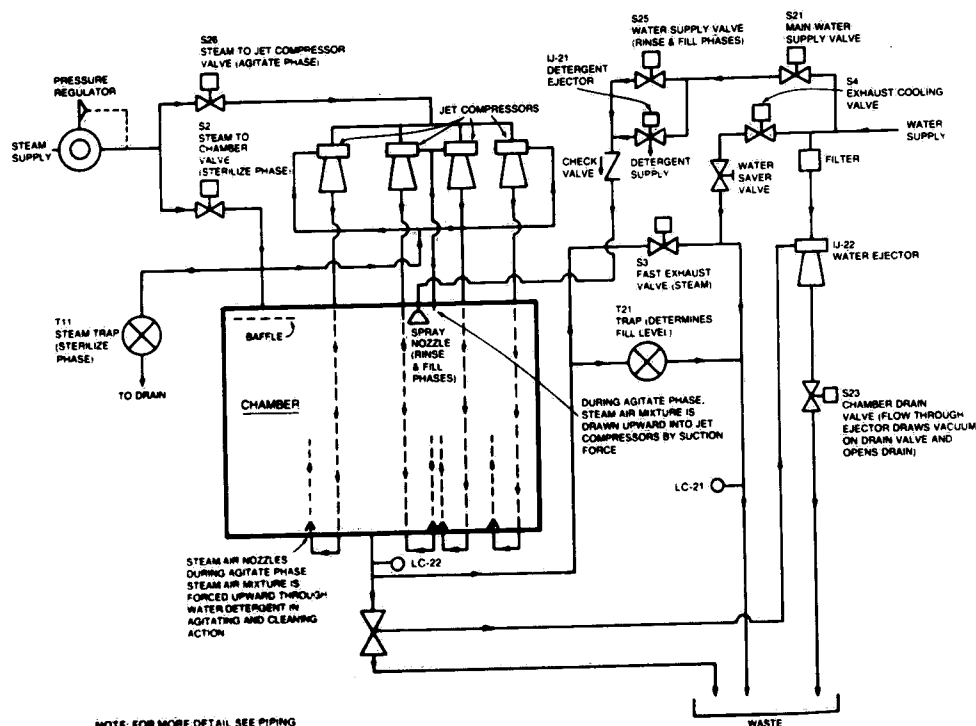 S26
STEAM TO JET COMPRESSOR
VALVE (AGITATE PHASE)
PRESSURE
REGULATOR
STEAM
SUPPLY
S2
STEAM TO
CHAMBER
VALVE
(STERILIZE PHASE)
JET COMPRESSORS
S25
WATER SUPPLY VALVE
(RINSE & FILL PHASES)
IJ-21
DETERGENT
EJECTOR
S21
MAIN WATER
SUPPLY VALVE
S4
EXHAUST COOLING
VALVE
WATER
SUPPLY
CHECK
VALVE
DETERGENT
SUPPLY
WATER
SAVER
VALVE
FILTER
IJ-22
WATER EJECTOR
S3
FAST EXHAUST
VALVE (STEAM)
T11
STEAM TRAP
(STERILIZE
PHASE)
TO DRAIN
BAFFLE
CHAMBER
SPRAY
NOZZLE
(RINSE
& FILL
PHASES)
T21
TRAP (DETERMINES
FILL LEVEL)
DURING AGITATE PHASE,
STEAM AIR MIXTURE IS
DRAWN UPWARD INTO JET
COMPRESSORS BY SUCTION
FORCE
S23
CHAMBER DRAIN
VALVE (FLOW THROUGH
EJECTOR DRAWS VACUUM
ON DRAIN VALVE AND
OPENS DRAIN)
LC-21
LC-22
STEAM AIR NOZZLES
DURING AGITATE PHASE
STEAM AIR MIXTURE IS
FORCED UPWARD THROUGH
WATER DETERGENT IN
AGITATING AND CLEANING
ACTION
WASTE
NOTE: FOR MORE DETAIL SEE PIPING